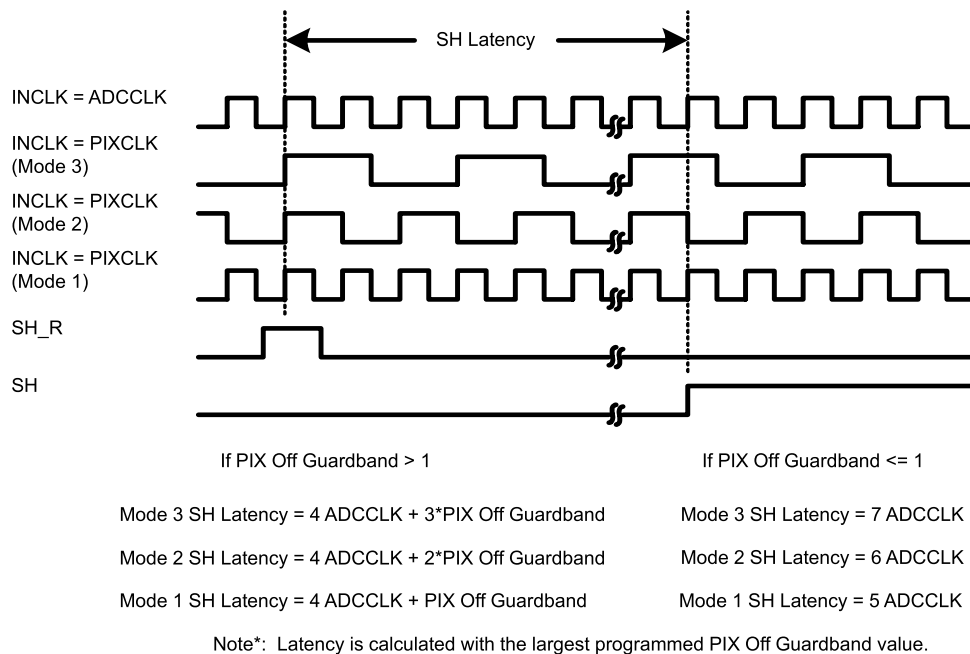 SH Latency
INCLK = ADCCLK
INCLK = PIXCLK
(Mode 3)
INCLK = PIXCLK
(Mode 2)
INCLK = PIXCLK
(Mode 1)
SH_R
SH
If PIX Off Guardband > 1
If PIX Off Guardband <= 1
Mode 3 SH Latency = 4 ADCCLK + 3*PIX Off Guardband
Mode 3 SH Latency = 7 ADCCLK
Mode 2 SH Latency = 4 ADCCLK + 2*PIX Off Guardband
Mode 2 SH Latency = 6 ADCCLK
Mode 1 SH Latency = 4 ADCCLK + PIX Off Guardband
Mode 1 SH Latency = 5 ADCCLK
Note*: Latency is calculated with the largest programmed PIX Off Guardband value.